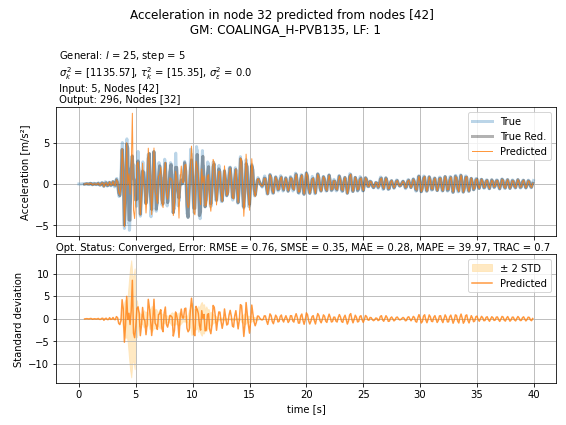 Acceleration in node 32 predicted from nodes [42]
GM: COALINGA_H-PVB135, LF: 1
General: l = 25, step = 5
σ²ₖ = [1135.57], τ²ₖ = [15.35], σ²ε = 0.0
Input: 5, Nodes [42]
Output: 296, Nodes [32]
True
True Red.
Predicted
Acceleration [m/s²]
5
0
−5
Opt. Status: Converged, Error: RMSE = 0.76, SMSE = 0.35, MAE = 0.28, MAPE = 39.97, TRAC = 0.7
± 2 STD
Predicted
Standard deviation
10
5
0
−5
−10
0 5 10 15 20 25 30 35 40
time [s]